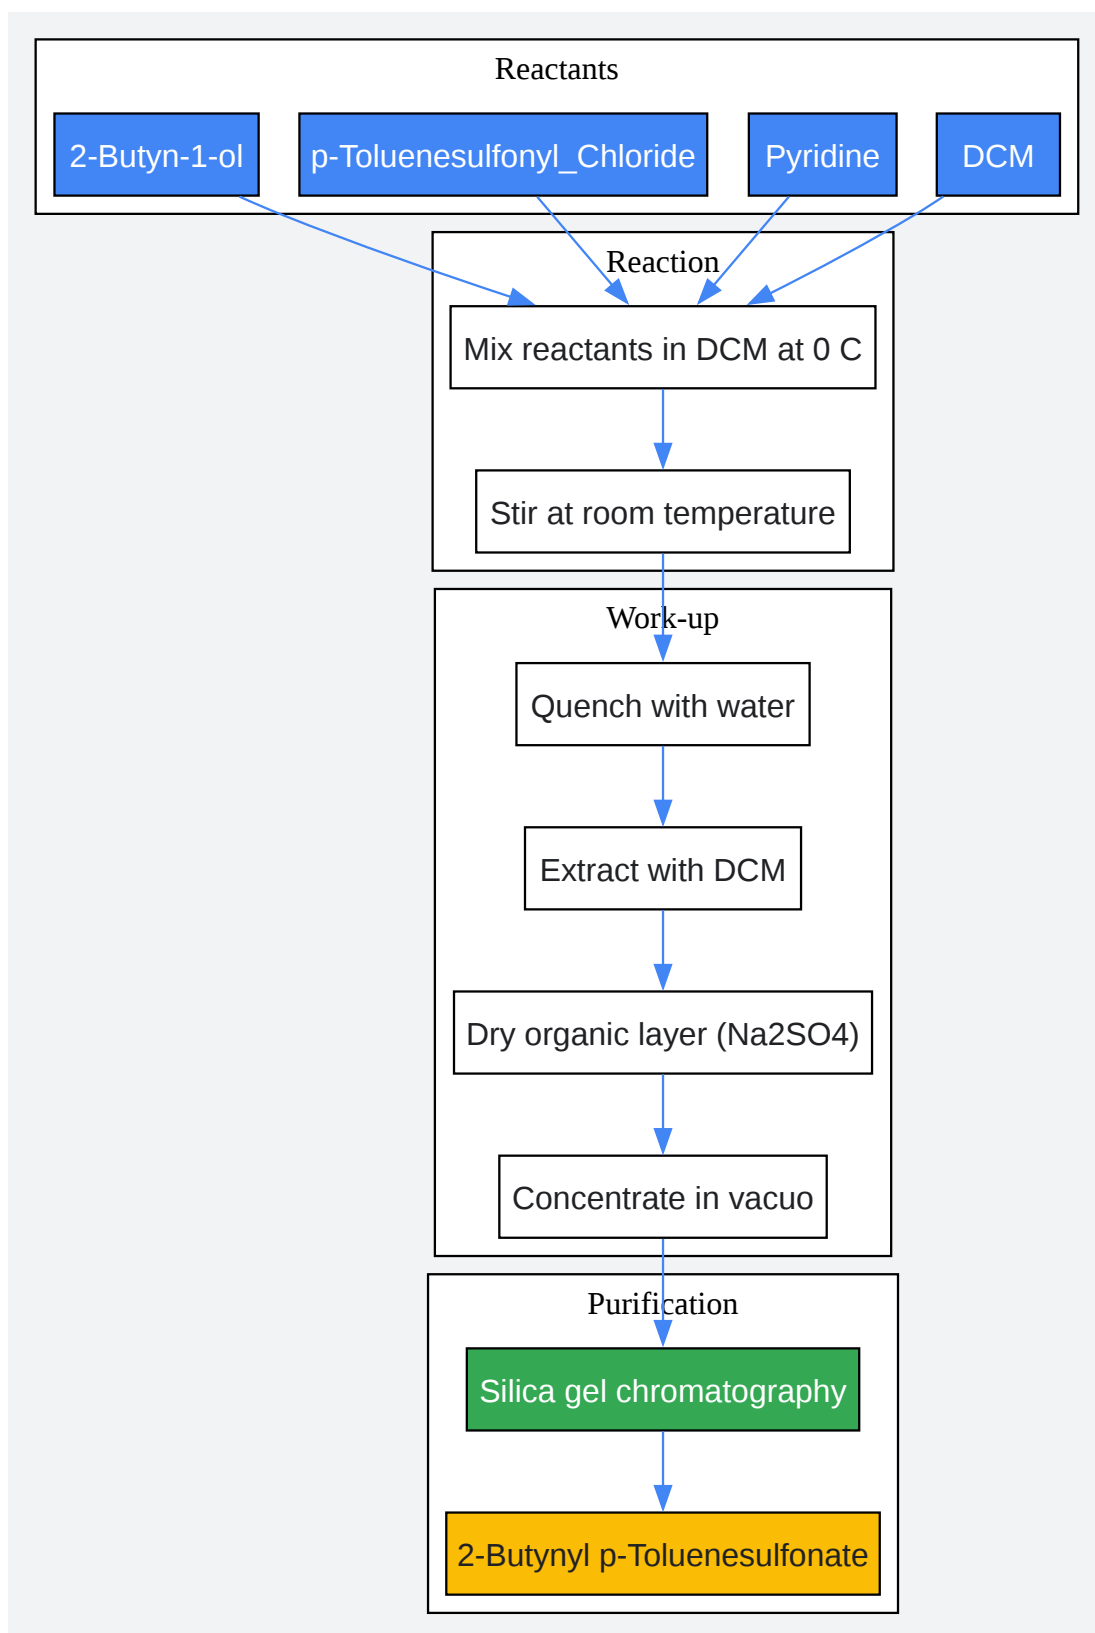 Reactants
2-Butyn-1-ol
p-Toluenesulfonyl_Chloride
Pyridine
DCM
Reaction
Mix reactants in DCM at 0 C
Stir at room temperature
Work-up
Quench with water
Extract with DCM
Dry organic layer (Na2SO4)
Concentrate in vacuo
Purification
Silica gel chromatography
2-Butynyl p-Toluenesulfonate